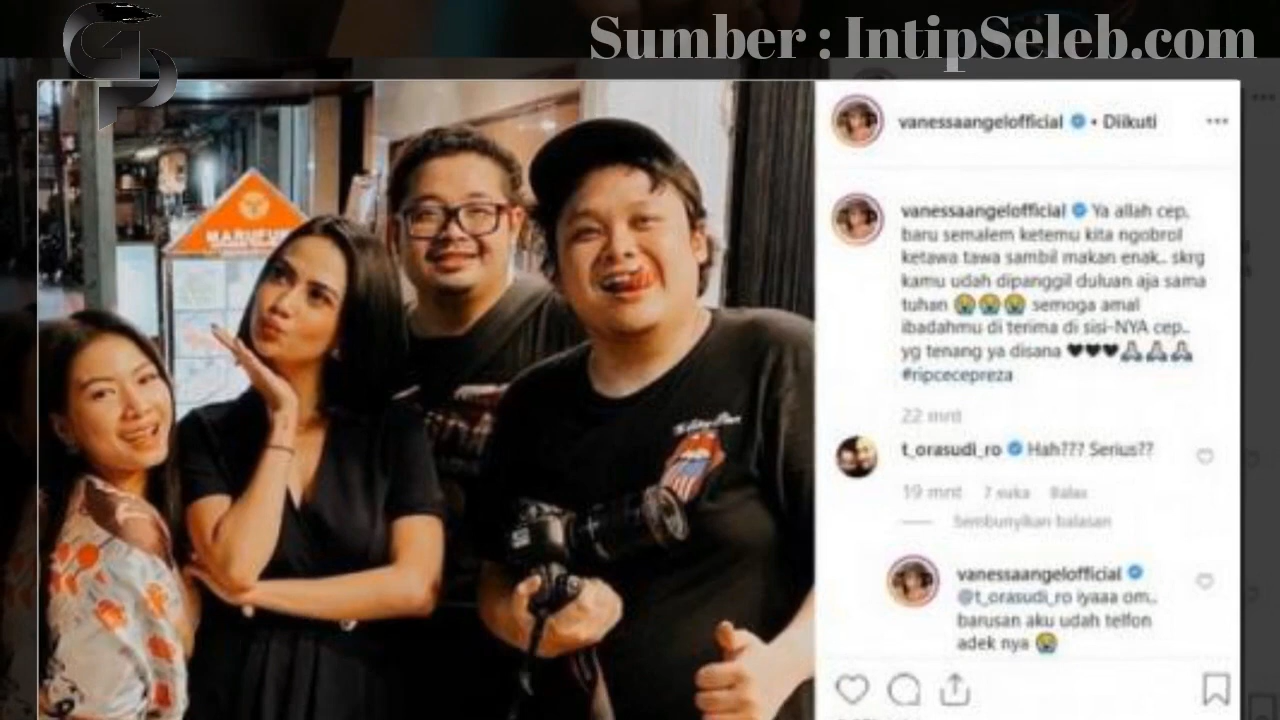 Sumber : IntipSeleb.com
vanessaangelofficial • Diikuti
MARUFUKU
vanessaangelofficial Ya allah cep,
baru semalem ketemu kita ngobrol
ketawa tawa sambil makan enak.. skrg
kamu udah dipanggil duluan aja sama
tuhan 😭😭😭 semoga amal
ibadahmu di terima di sisi-NYA cep..
yg tenang ya disana 🖤🖤🖤🙏🙏🙏
#ripcecepreza
22 mnt
t_orasudi_ro Hah??? Serius??
19 mnt 7 suka Balas
Sembunyikan balasan
vanessaangelofficial
@t_orasudi_ro iyaaa om..
barusan aku udah telfon
adek nya 😭